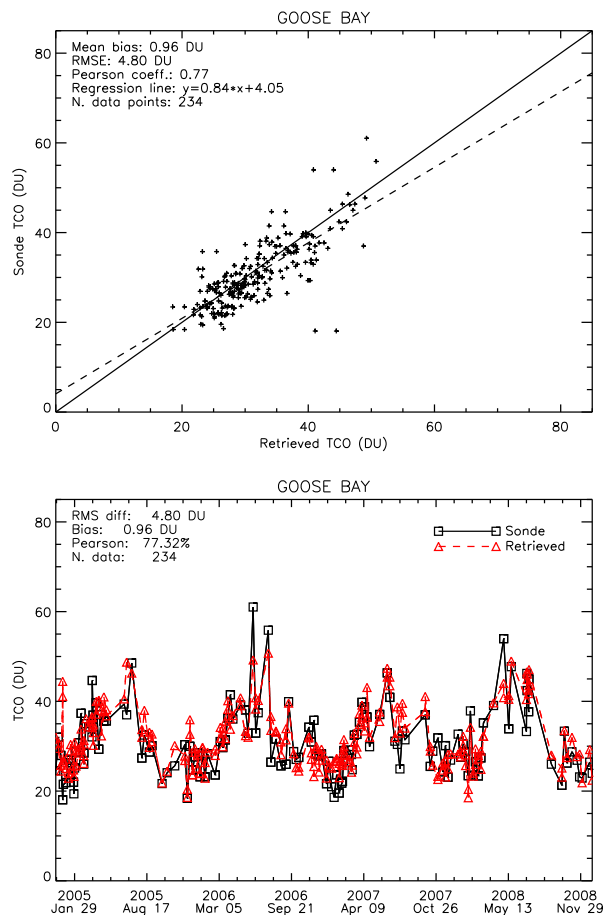 GOOSE BAY
Mean bias: 0.96 DU
RMSE: 4.80 DU
Pearson coeff.: 0.77
Regression line: y=0.84*x+4.05
N. data points: 234
80
60
40
20
0
Sonde TCO (DU)
0 20 40 60 80
Retrieved TCO (DU)
GOOSE BAY
RMS diff: 4.80 DU
Bias: 0.96 DU
Pearson: 77.32%
N. data: 234
Sonde
Retrieved
80
60
40
20
0
TCO (DU)
2005 2005 2006 2006 2007 2007 2008 2008
Jan 29 Aug 17 Mar 05 Sep 21 Apr 09 Oct 26 May 13 Nov 29